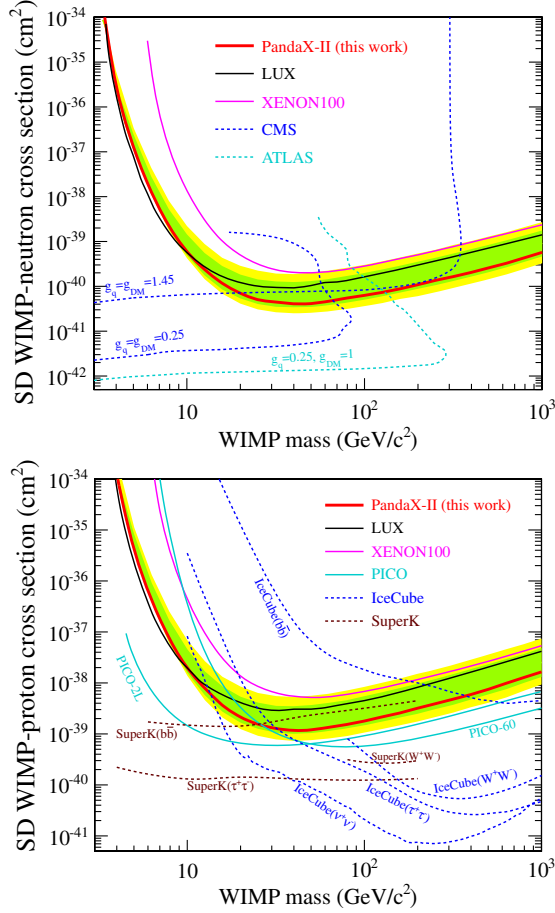 SD WIMP-neutron cross section (cm²)
10⁻³⁴
10⁻³⁵
10⁻³⁶
10⁻³⁷
10⁻³⁸
10⁻³⁹
10⁻⁴⁰
10⁻⁴¹
10⁻⁴²
PandaX-II (this work)
LUX
XENON100
CMS
ATLAS
g_q=g_DM=1.45
g_q=g_DM=0.25
g_q=0.25, g_DM=1
10
10²
10³
WIMP mass (GeV/c²)
SD WIMP-proton cross section (cm²)
10⁻³⁴
10⁻³⁵
10⁻³⁶
10⁻³⁷
10⁻³⁸
10⁻³⁹
10⁻⁴⁰
10⁻⁴¹
PandaX-II (this work)
LUX
XENON100
PICO
IceCube
SuperK
IceCube(bb̅)
PICO-2L
SuperK(bb̅)
PICO-60
SuperK(W⁺W⁻)
SuperK(τ⁺τ⁻)
IceCube(W⁺W⁻)
IceCube(τ⁺τ⁻)
IceCube(νν̅)
10
10²
10³
WIMP mass (GeV/c²)